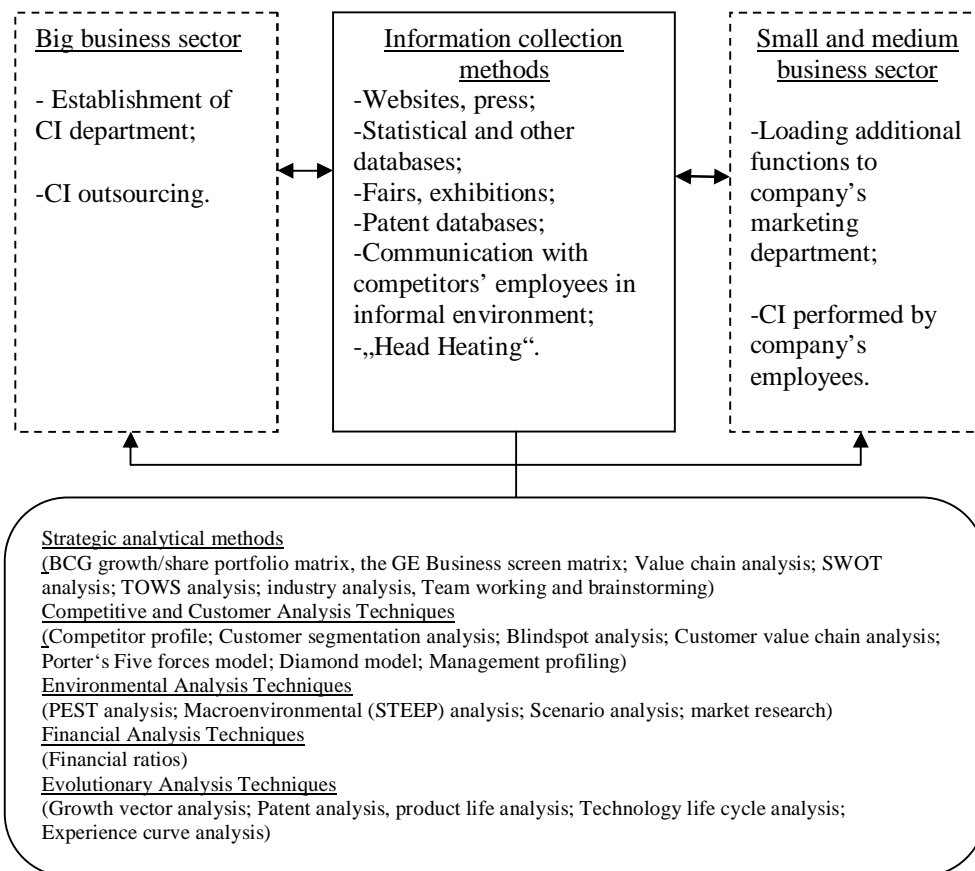 Big business sector
- Establishment of
CI department;
-CI outsourcing.
Information collection
methods
-Websites, press;
-Statistical and other
databases;
-Fairs, exhibitions;
-Patent databases;
-Communication with
competitors’ employees in
informal environment;
-„Head Heating“.
Small and medium
business sector
-Loading additional
functions to
company’s
marketing
department;
-CI performed by
company’s
employees.
Strategic analytical methods
(BCG growth/share portfolio matrix, the GE Business screen matrix; Value chain analysis; SWOT
analysis; TOWS analysis; industry analysis, Team working and brainstorming)
Competitive and Customer Analysis Techniques
(Competitor profile; Customer segmentation analysis; Blindspot analysis; Customer value chain analysis;
Porter‘s Five forces model; Diamond model; Management profiling)
Environmental Analysis Techniques
(PEST analysis; Macroenvironmental (STEEP) analysis; Scenario analysis; market research)
Financial Analysis Techniques
(Financial ratios)
Evolutionary Analysis Techniques
(Growth vector analysis; Patent analysis, product life analysis; Technology life cycle analysis;
Experience curve analysis)